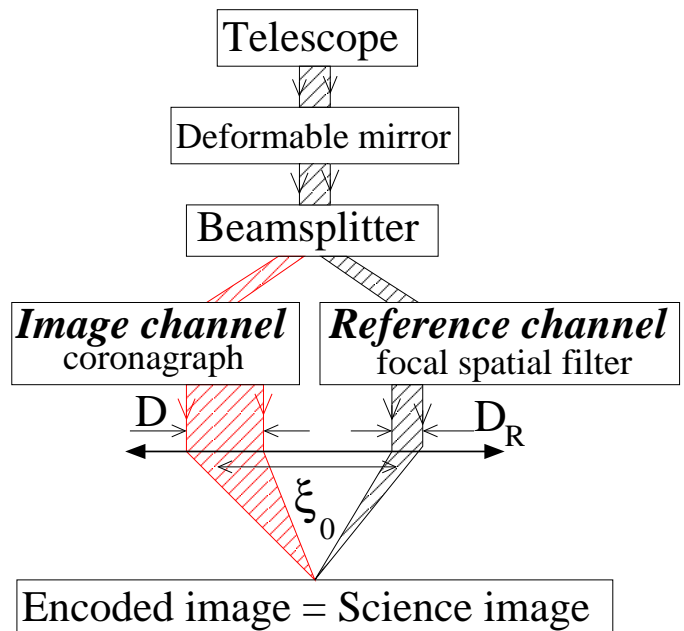 Telescope
Deformable mirror
Beamsplitter
Image channel
coronagraph
Reference channel
focal spatial filter
D
D_R
ξ_0
Encoded image = Science image